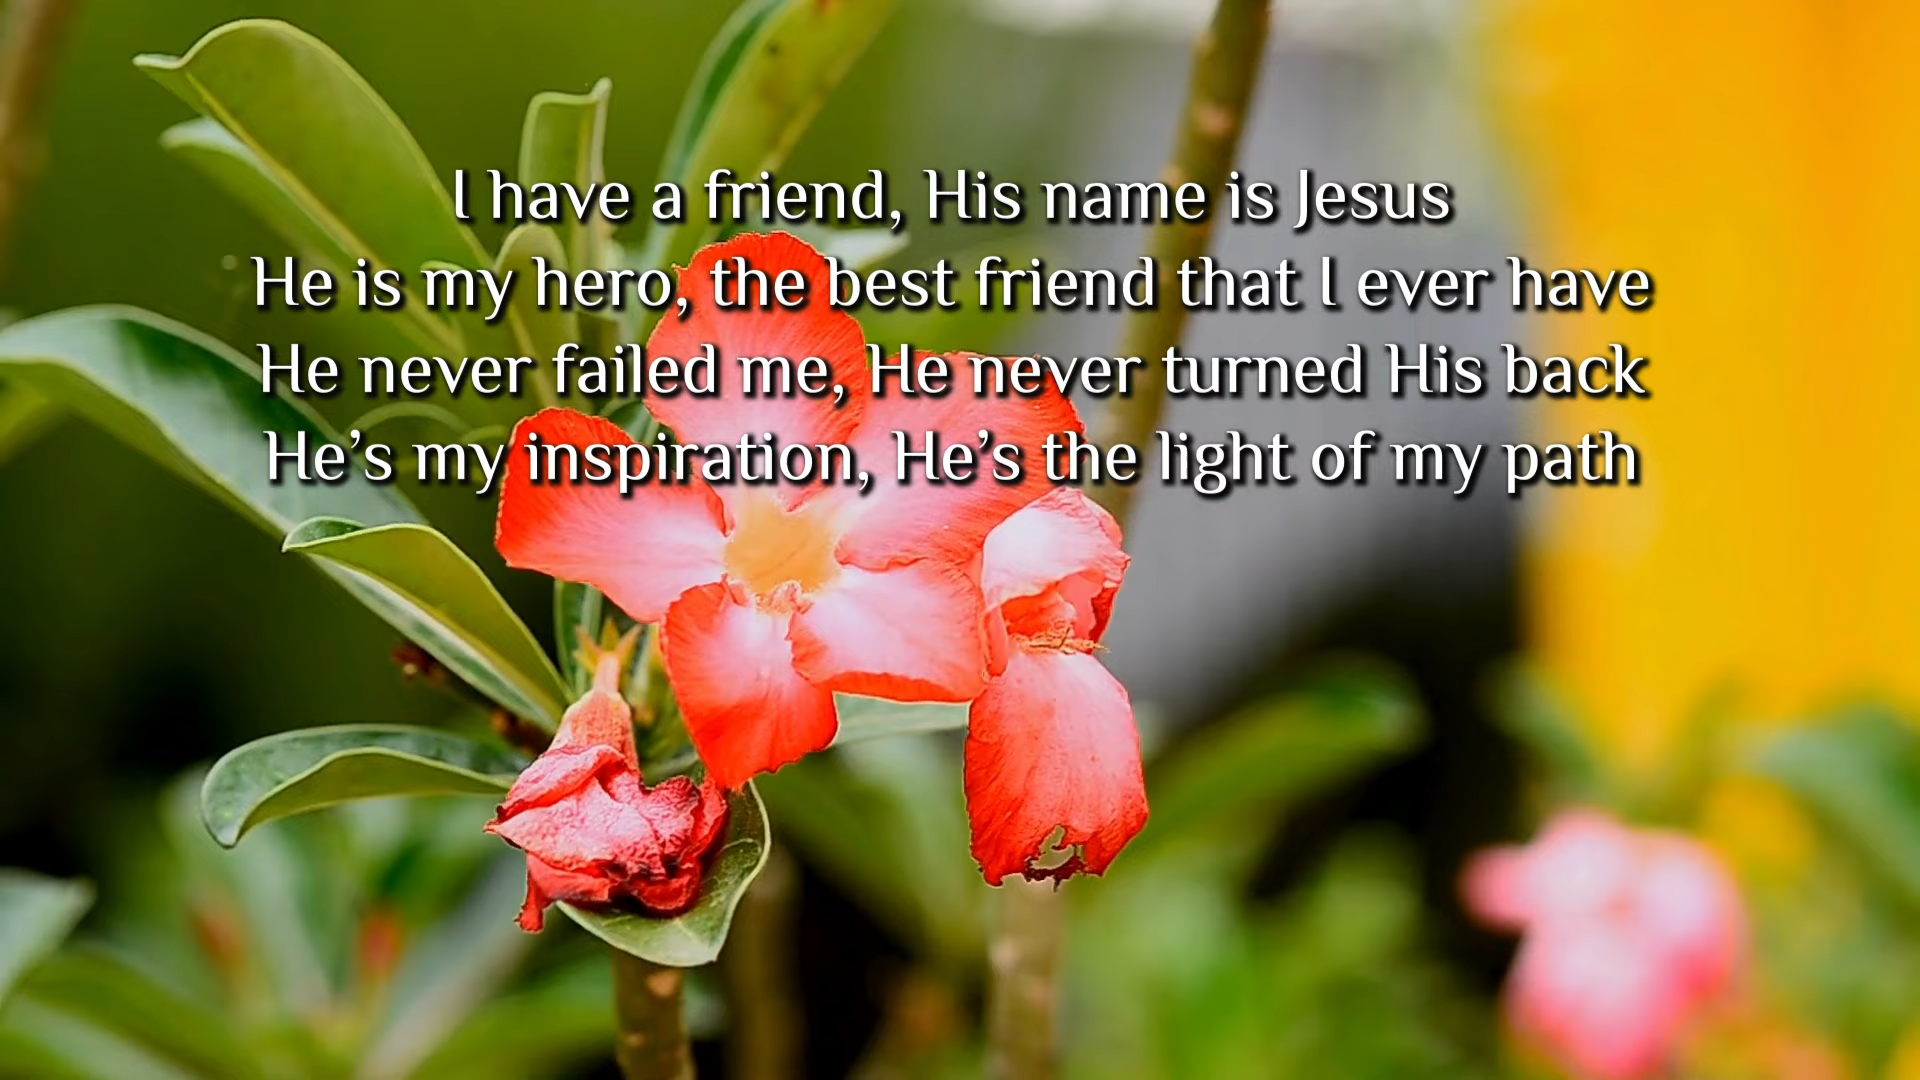 I have a friend, His name is Jesus
He is my hero, the best friend that I ever have
He never failed me, He never turned His back
He’s my inspiration, He’s the light of my path